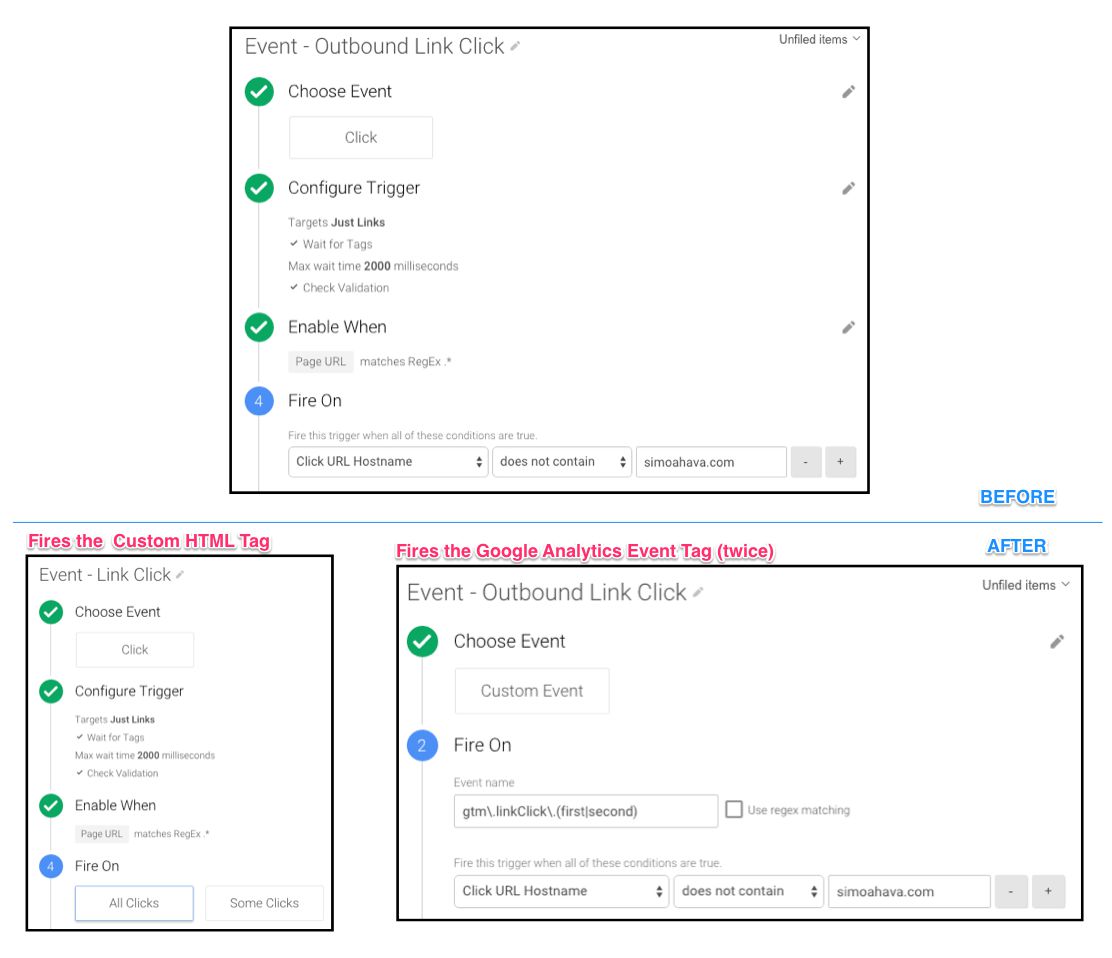 Event - Outbound Link Click
Unfiled items
Choose Event
Click
Configure Trigger
Targets Just Links
Wait for Tags
Max wait time 2000 milliseconds
Check Validation
Enable When
Page URL matches RegEx .*
4 Fire On
Fire this trigger when all of these conditions are true.
Click URL Hostname does not contain simoahava.com - +
BEFORE
AFTER
Fires the Custom HTML Tag
Event - Link Click
Choose Event
Click
Configure Trigger
Targets Just Links
Wait for Tags
Max wait time 2000 milliseconds
Check Validation
Enable When
Page URL matches RegEx .*
4 Fire On
All Clicks Some Clicks
Fires the Google Analytics Event Tag (twice)
Event - Outbound Link Click
Unfiled items
Choose Event
Custom Event
2 Fire On
Event name
gtm\.linkClick\.(first|second) Use regex matching
Fire this trigger when all of these conditions are true.
Click URL Hostname does not contain simoahava.com - +